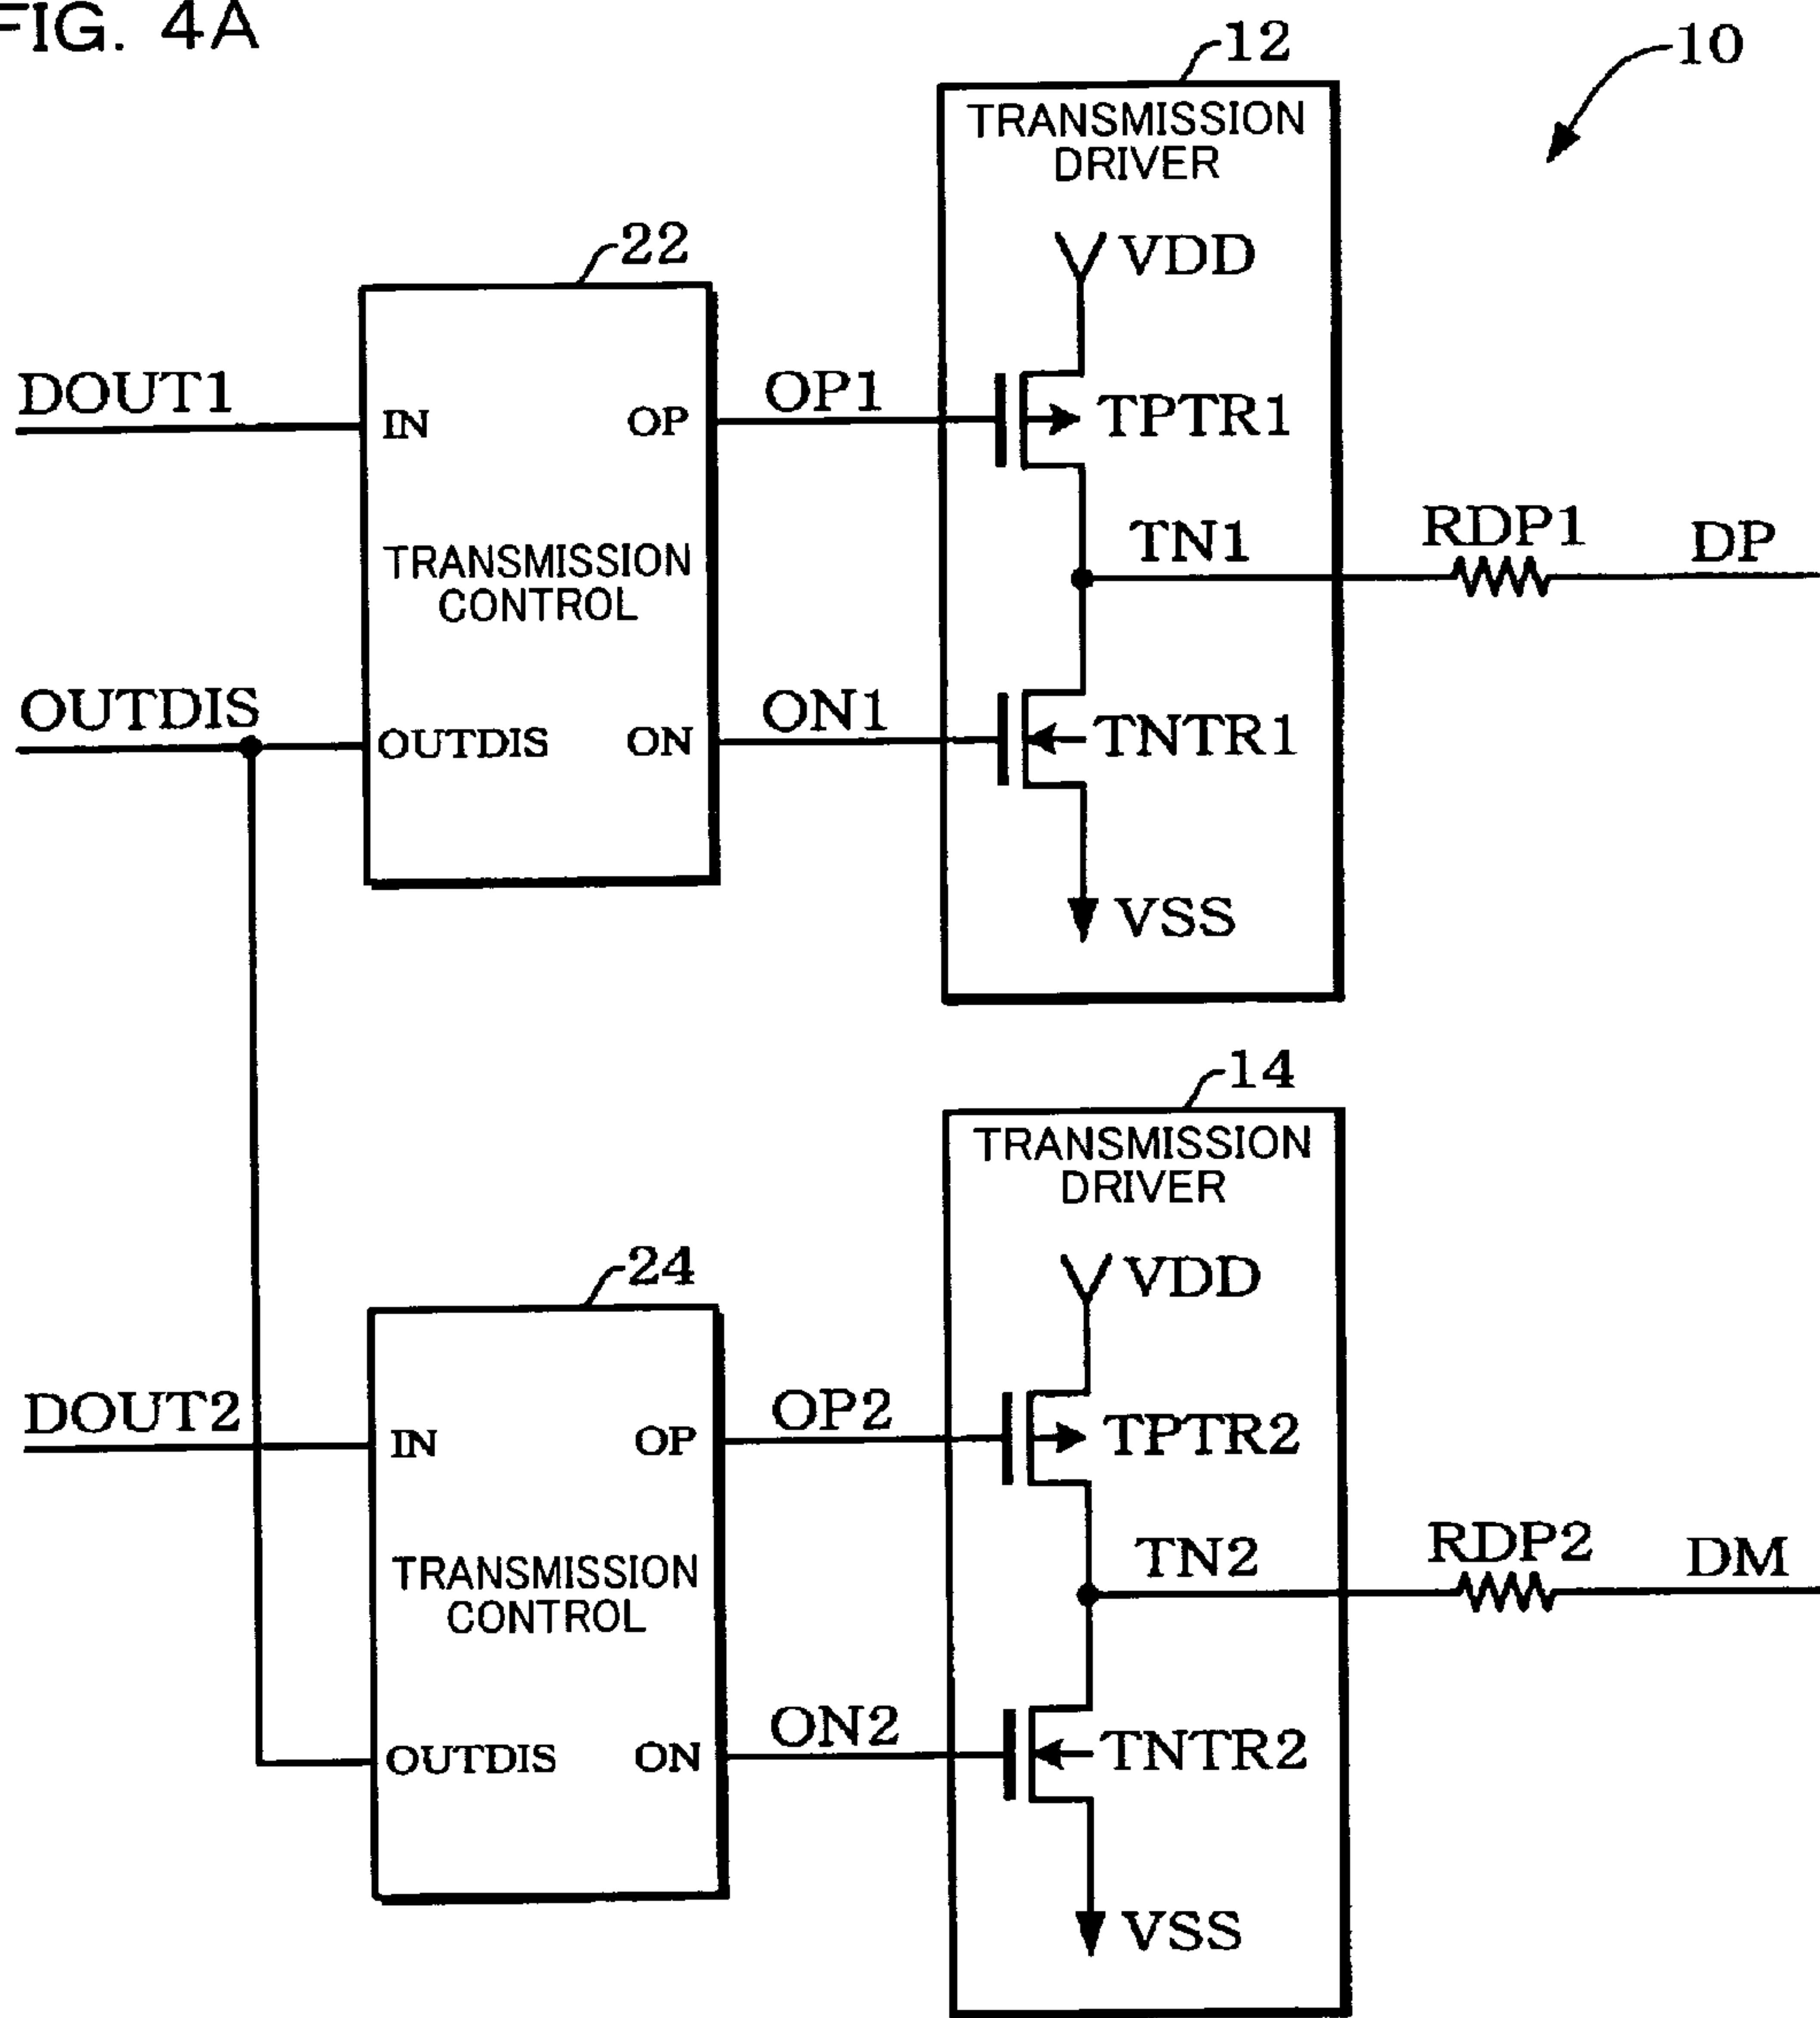 FIG. 4A
12
10
TRANSMISSION
DRIVER
VDD
22
DOUT1
IN
OP
OP1
TPTR1
TRANSMISSION
CONTROL
TN1
RDP1
DP
OUTDIS
OUTDIS
ON
ON1
TNTR1
VSS
14
TRANSMISSION
DRIVER
VDD
24
DOUT2
IN
OP
OP2
TPTR2
TRANSMISSION
CONTROL
TN2
RDP2
DM
OUTDIS
ON
ON2
TNTR2
VSS